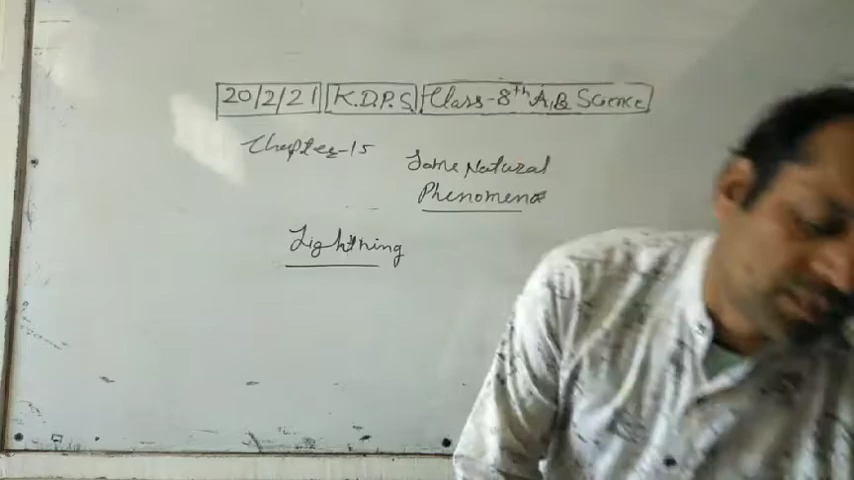 20/2/21 K.D.P.S Class-8th A,B Science
Chapter-15
Some Natural
Phenomena
Lightning